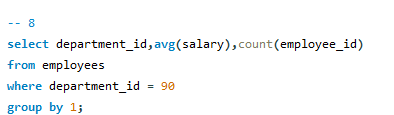 -- 8
select department_id,avg(salary),count(employee_id)
from employees
where department_id = 90
group by 1;